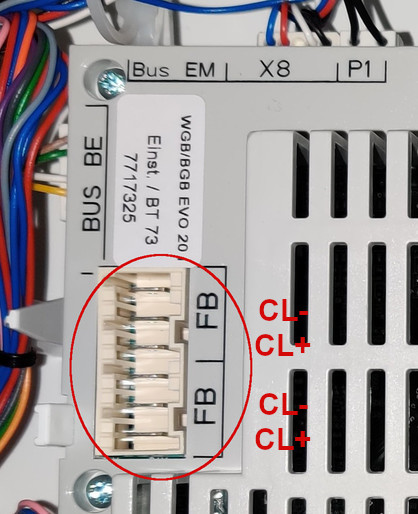 Bus EM X8 P1
BUS BE
WGB/BGB EVO 20
Einst. / BT 73
7717325
FB
CL-
CL+
FB
CL-
CL+